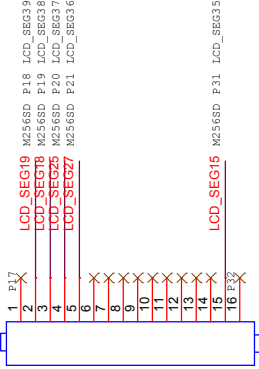 M256SD P18 LCD_SEG39
M256SD P19 LCD_SEG38
M256SD P20 LCD_SEG37
M256SD P21 LCD_SEG36
M256SD P31 LCD_SEG35
LCD_SEG19
LCD_SEG18
LCD_SEG25
LCD_SEG27
LCD_SEG15
P17
P32
1
2
3
4
5
6
7
8
9
10
11
12
13
14
15
16